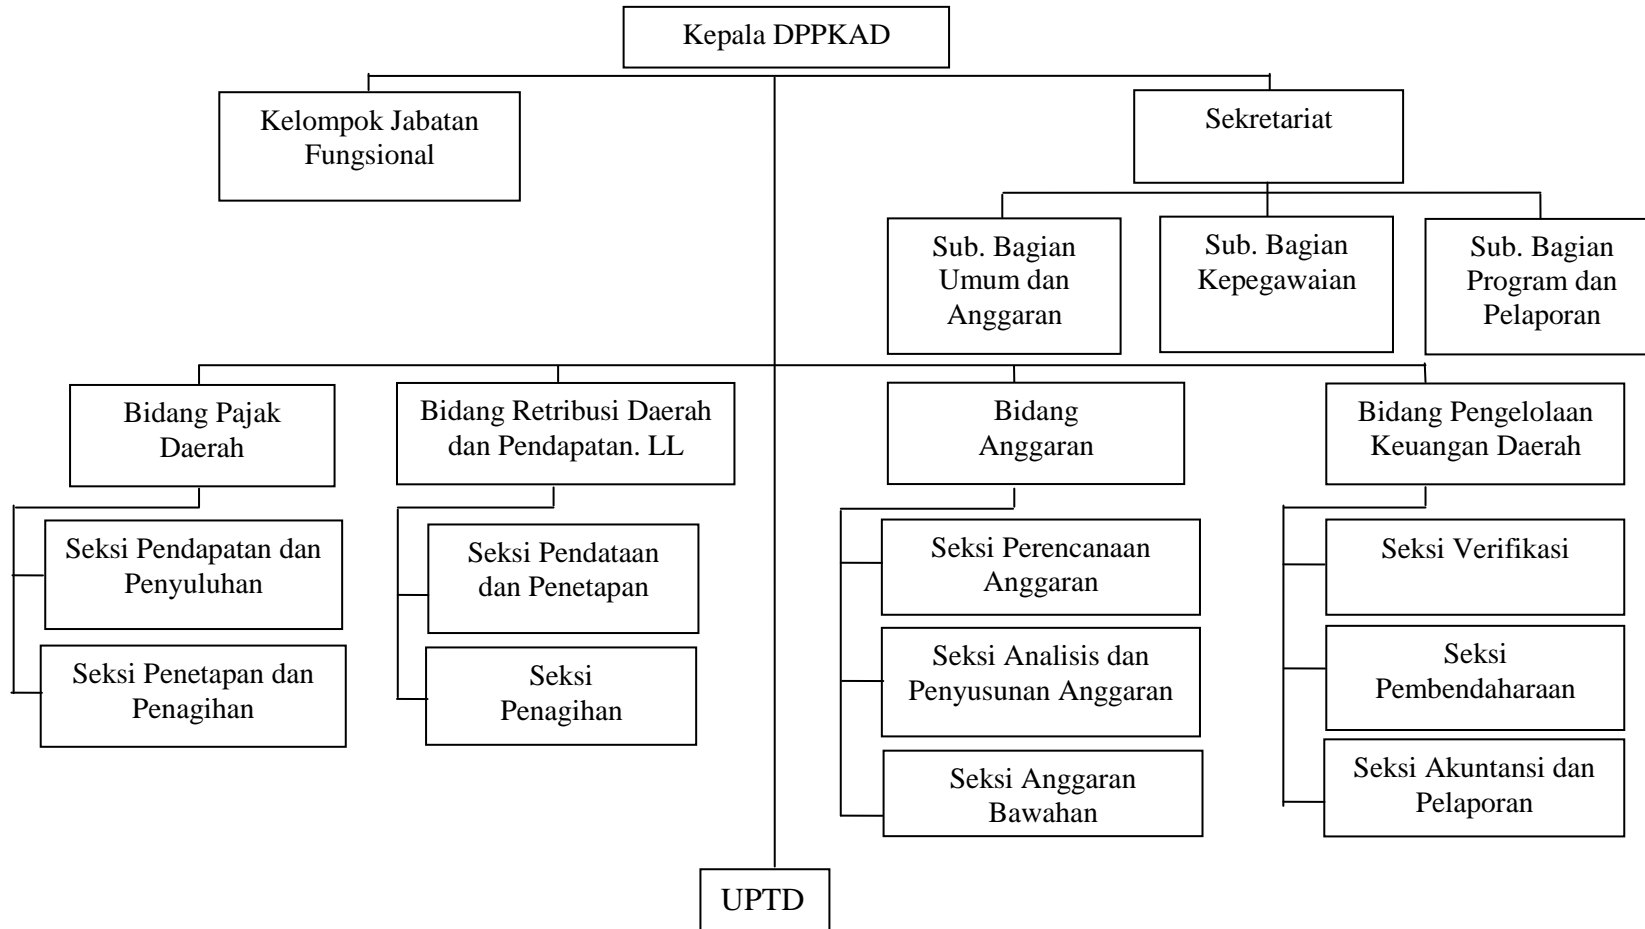 Kepala DPPKAD
Kelompok Jabatan
Fungsional
Sekretariat
Sub. Bagian
Umum dan
Anggaran
Sub. Bagian
Kepegawaian
Sub. Bagian
Program dan
Pelaporan
Bidang Pajak
Daerah
Bidang Retribusi Daerah
dan Pendapatan. LL
Bidang
Anggaran
Bidang Pengelolaan
Keuangan Daerah
Seksi Pendapatan dan
Penyuluhan
Seksi Penetapan dan
Penagihan
Seksi Pendataan
dan Penetapan
Seksi
Penagihan
Seksi Perencanaan
Anggaran
Seksi Analisis dan
Penyusunan Anggaran
Seksi Anggaran
Bawahan
Seksi Verifikasi
Seksi
Pembendaharaan
Seksi Akuntansi dan
Pelaporan
UPTD